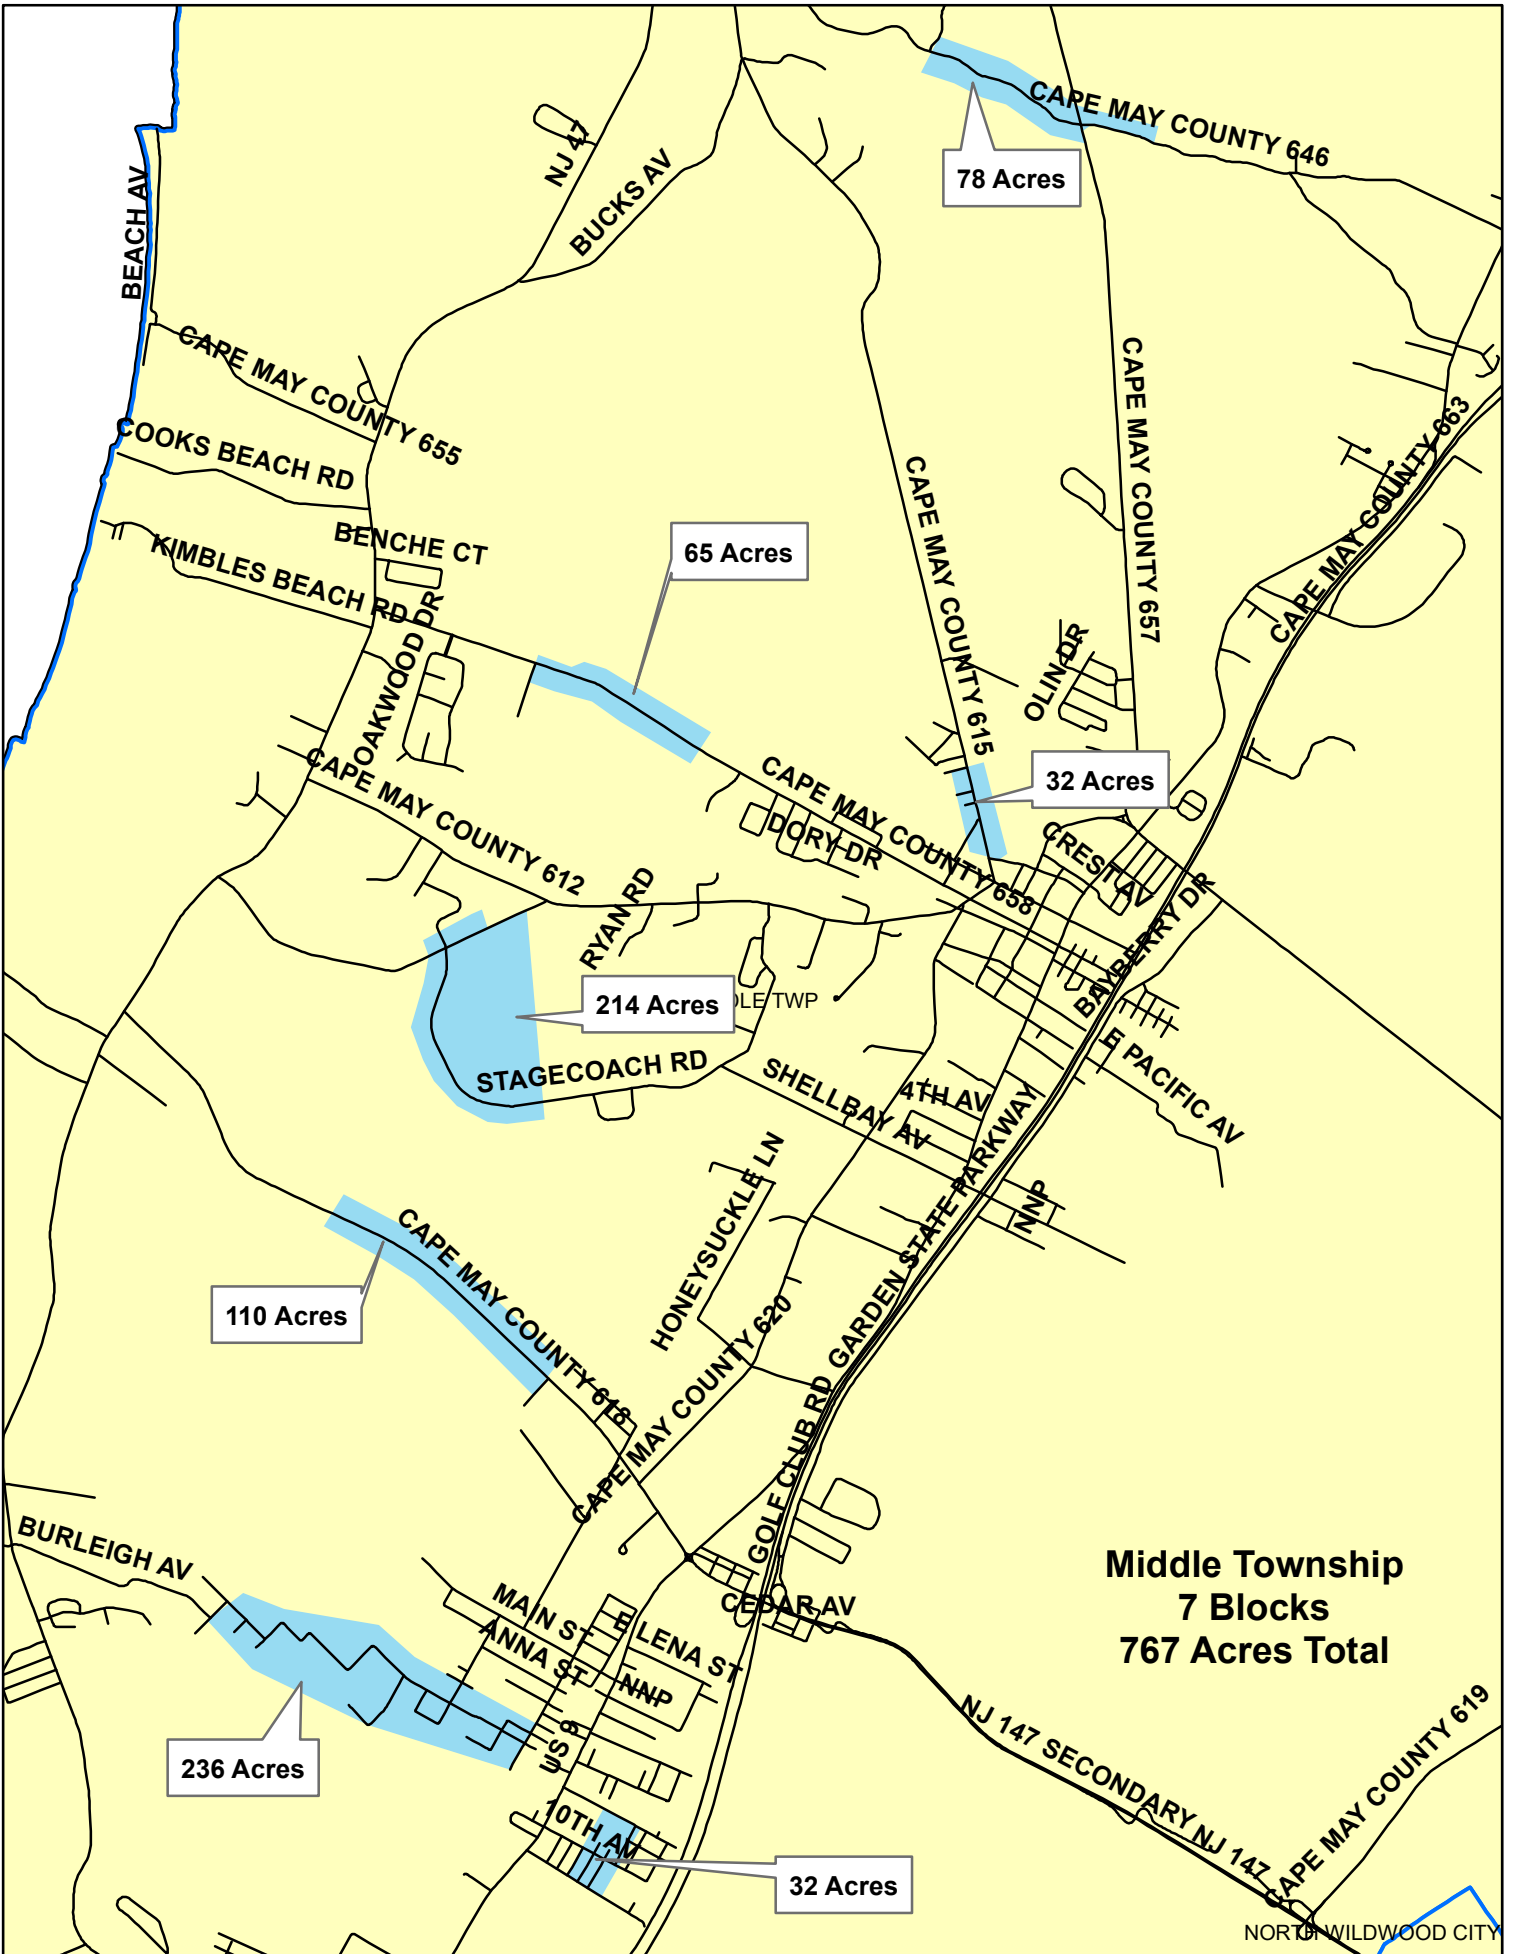 CAPE MAY COUNTY 646
NJ 47
BUCKS AV
78 Acres
BEACH AV
CAPE MAY COUNTY 655
CAPE MAY COUNTY 657
CAPE MAY COUNTY 663
COOKS BEACH RD
CAPE MAY COUNTY 615
BENCHE CT
65 Acres
KIMBLES BEACH RD
OAKWOOD DR
OLIN DR
CAPE MAY COUNTY 612
CAPE MAY COUNTY 658
32 Acres
DORY DR
CREST AV
RYAN RD
BAYBERRY DR
214 Acres
DLE TWP
STAGECOACH RD
SHELLBAY AV
4TH AV
E PACIFIC AV
HONEYSUCKLE LN
NNP
GARDEN STATE PARKWAY
CAPE MAY COUNTY 618
110 Acres
CAPE MAY COUNTY 620
GOLF CLUB RD
BURLEIGH AV
Middle Township
7 Blocks
767 Acres Total
MAIN ST
ANNA ST
E LENA ST
CEDAR AV
NNP
US 9
236 Acres
NJ 147 SECONDARY
NJ 147
CAPE MAY COUNTY 619
10TH AV
32 Acres
NORTH WILDWOOD CITY